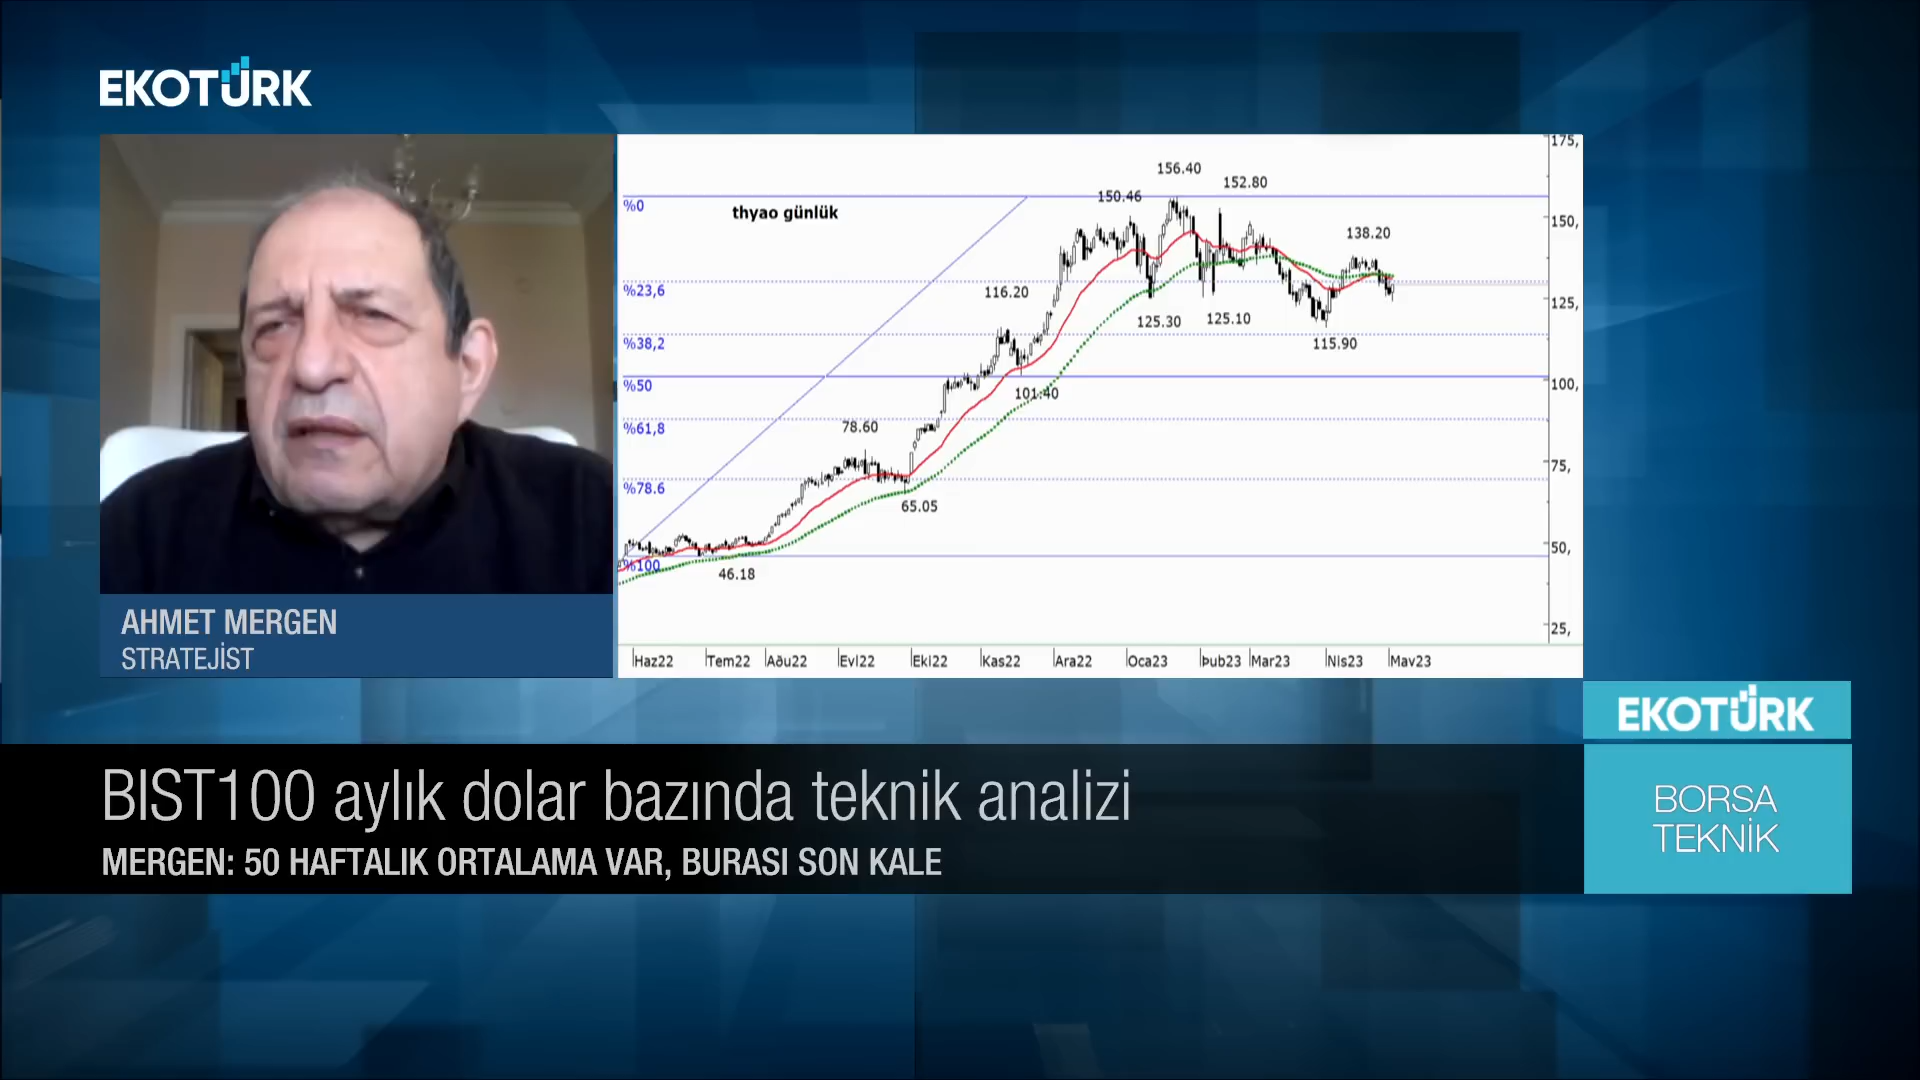 EKOTÜRK
AHMET MERGEN
STRATEJİST
thyao günlük
%0
%23,6
%38,2
%50
%61,8
%78.6
%100
156.40
152.80
150.46
138.20
116.20
125.30
125.10
115.90
101.40
78.60
65.05
46.18
175,
150,
125,
100,
75,
50,
25,
Haz22 Tem22 Aðu22 Evl22 Eki22 Kas22 Ara22 Oca23 Þub23 Mar23 Nis23 May23
EKOTÜRK
BORSA
TEKNİK
BIST100 aylık dolar bazında teknik analizi
MERGEN: 50 HAFTALIK ORTALAMA VAR, BURASI SON KALE